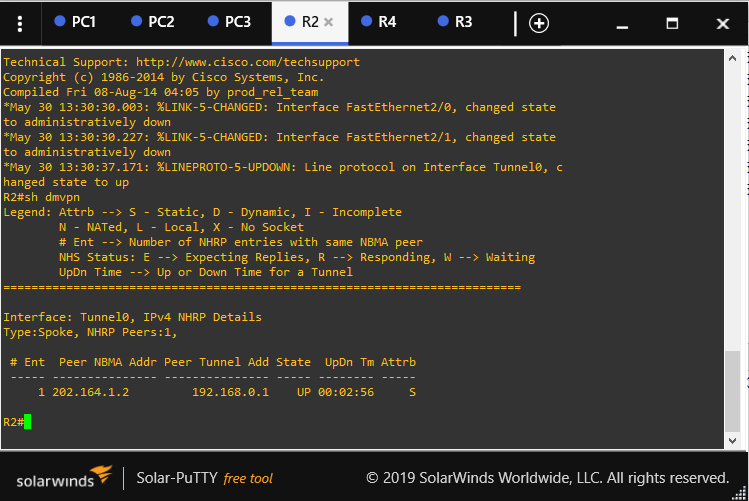 PC1 PC2 PC3 R2 R4 R3
Technical Support: http://www.cisco.com/techsupport
Copyright (c) 1986-2014 by Cisco Systems, Inc.
Compiled Fri 08-Aug-14 04:05 by prod_rel_team
*May 30 13:30:30.003: %LINK-5-CHANGED: Interface FastEthernet2/0, changed state
to administratively down
*May 30 13:30:30.227: %LINK-5-CHANGED: Interface FastEthernet2/1, changed state
to administratively down
*May 30 13:30:37.171: %LINEPROTO-5-UPDOWN: Line protocol on Interface Tunnel0, c
hanged state to up
R2#sh dmvpn
Legend: Attrb --> S - Static, D - Dynamic, I - Incomplete
        N - NATed, L - Local, X - No Socket
        # Ent --> Number of NHRP entries with same NBMA peer
        NHS Status: E --> Expecting Replies, R --> Responding, W --> Waiting
        UpDn Time --> Up or Down Time for a Tunnel
==========================================================================
Interface: Tunnel0, IPv4 NHRP Details
Type:Spoke, NHRP Peers:1,
 # Ent  Peer NBMA Addr Peer Tunnel Add State  UpDn Tm Attrb
 ----- --------------- --------------- ----- -------- -----
     1 202.164.1.2         192.168.0.1    UP 00:02:56     S
R2#
solarwinds Solar-PuTTY free tool © 2019 SolarWinds Worldwide, LLC. All rights reserved.